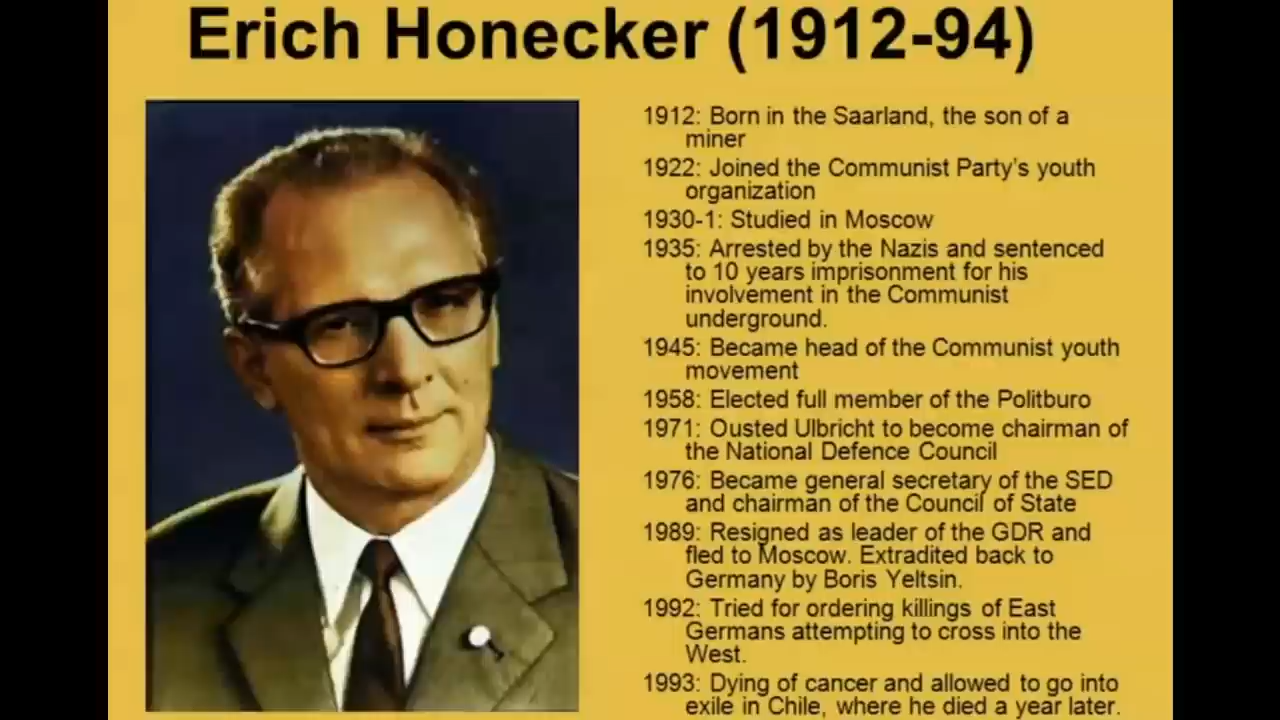 Erich Honecker (1912-94)
1912: Born in the Saarland, the son of a
miner
1922: Joined the Communist Party's youth
organization
1930-1: Studied in Moscow
1935: Arrested by the Nazis and sentenced
to 10 years imprisonment for his
involvement in the Communist
underground.
1945: Became head of the Communist youth
movement
1958: Elected full member of the Politburo
1971: Ousted Ulbricht to become chairman of
the National Defence Council
1976: Became general secretary of the SED
and chairman of the Council of State
1989: Resigned as leader of the GDR and
fled to Moscow. Extradited back to
Germany by Boris Yeltsin.
1992: Tried for ordering killings of East
Germans attempting to cross into the
West.
1993: Dying of cancer and allowed to go into
exile in Chile, where he died a year later.